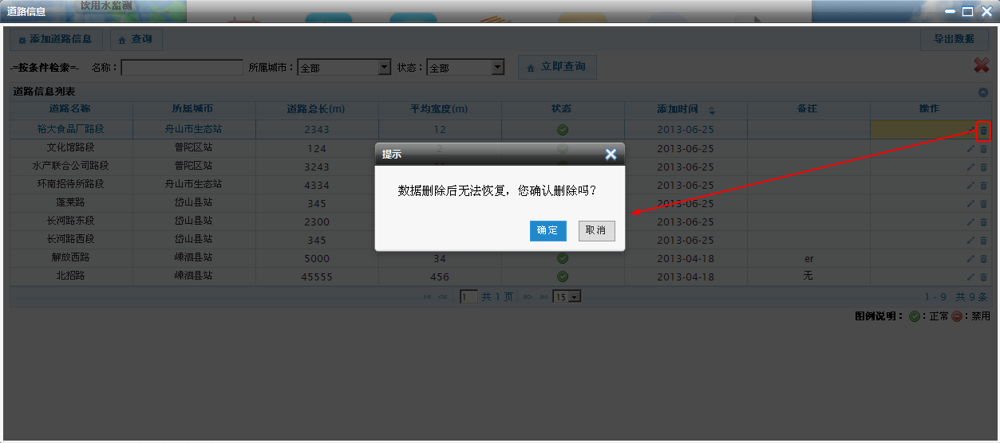 饮用水监测
道路信息
添加道路信息 查询 导出数据
-=按条件检索=- 名称： 所属城市： 全部 状态： 全部 立即查询
道路信息列表
道路名称 所属城市 道路总长(m) 平均宽度(m) 状态 添加时间 备注 操作
裕大食品厂路段 舟山市生态站 2343 12 2013-06-25
文化馆路段 普陀区站 124 2 2013-06-25
水产联合公司路段 普陀区站 3243 2013-06-25
环南招待所路段 舟山市生态站 4334 2013-06-25
蓬莱路 岱山县站 345 2013-06-25
长河路东段 岱山县站 2300 2013-06-25
长河路西段 岱山县站 345 2013-06-25
解放西路 嵊泗县站 5000 34 2013-04-18 er
北招路 嵊泗县站 45555 456 2013-04-18 无
提示
数据删除后无法恢复，您确认删除吗？
确定 取消
1 共 1 页 15 1 - 9 共 9 条
图例说明： ：正常 ：禁用